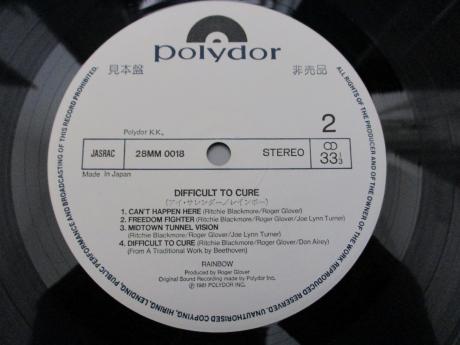 polydor
見本盤
非売品
2
Polydor K.K.
JASRAC 28MM 0018 STEREO CD 33 1/3
Made in Japan
DIFFICULT TO CURE
(アイ・サレンダー/レインボー)
1. CAN'T HAPPEN HERE (Ritchie Blackmore/Roger Glover)
2. FREEDOM FIGHTER (Ritchie Blackmore/Roger Glover/Joe Lynn Turner)
3. MIDTOWN TUNNEL VISION
(Ritchie Blackmore/Roger Glover/Joe Lynn Turner)
4. DIFFICULT TO CURE (Ritchie Blackmore/Roger Glover/Don Airey)
(From A Traditional Work by Beethoven)
RAINBOW
Produced by Roger Glover
Original Sound Recording made by Polydor Inc.
℗ 1981 POLYDOR INC.
ALL RIGHTS OF THE PRODUCER AND OF THE OWNER OF THE WORK REPRODUCED RESERVED. UNAUTHORISED COPYING, HIRING, LENDING, PUBLIC PERFORMANCE AND BROADCASTING OF THIS RECORD PROHIBITED.